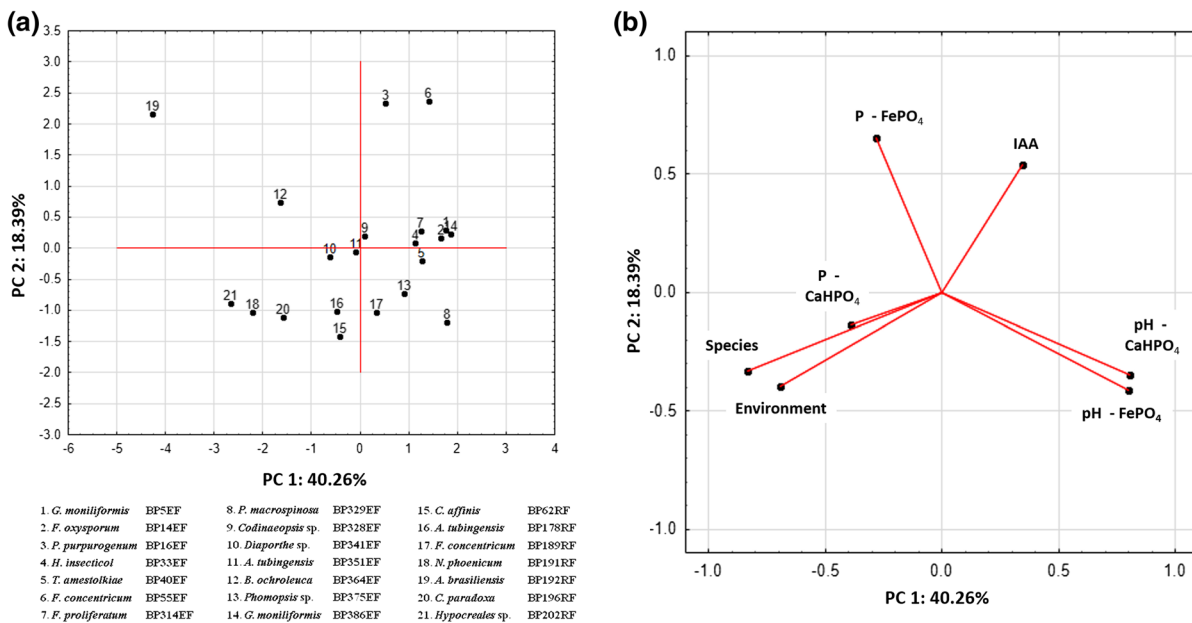 (a)
3.5
3.0
2.5
2.0
1.5
1.0
0.5
0.0
-0.5
-1.0
-1.5
-2.0
-2.5
-3.0
PC 2: 18.39%
19
3
6
12
9
7
1
14
2
4
11
10
5
21
18
20
16
15
17
13
8
-6 -5 -4 -3 -2 -1 0 1 2 3 4
PC 1: 40.26%
1. G. moniliformis BP5EF
2. F. oxysporum BP14EF
3. P. purpurogenum BP16EF
4. H. insecticol BP33EF
5. T. amestolkiae BP40EF
6. F. concentricum BP55EF
7. F. proliferatum BP314EF
8. P. macrospinosa BP329EF
9. Codinaeopsis sp. BP328EF
10. Diaporthe sp. BP341EF
11. A. tubingensis BP351EF
12. B. ochroleuca BP364EF
13. Phomopsis sp. BP375EF
14. G. moniliformis BP386EF
15. C. affinis BP62RF
16. A. tubingensis BP178RF
17. F. concentricum BP189RF
18. N. phoenicum BP191RF
19. A. brasiliensis BP192RF
20. C. paradoxa BP196RF
21. Hypocreales sp. BP202RF
(b)
1.0
0.5
0.0
-0.5
-1.0
PC 2: 18.39%
P - FePO₄
IAA
P -
CaHPO₄
Species
Environment
pH -
CaHPO₄
pH - FePO₄
-1.0 -0.5 0.0 0.5 1.0
PC 1: 40.26%